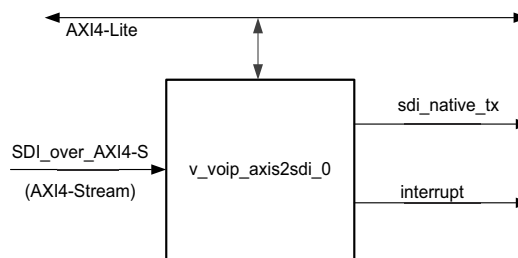 AXI4-Lite
sdi_native_tx
SDI_over_AXI4-S
v_voip_axis2sdi_0
(AXI4-Stream)
interrupt